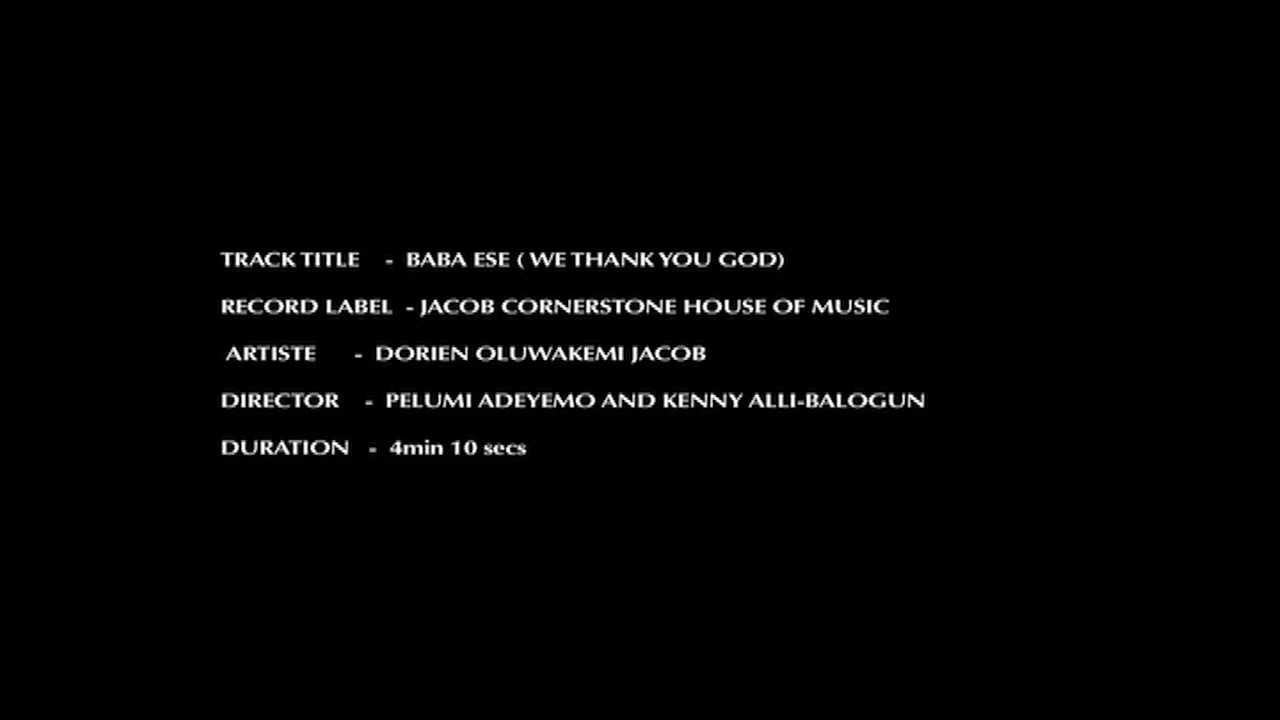 TRACK TITLE - BABA ESE ( WE THANK YOU GOD)
RECORD LABEL - JACOB CORNERSTONE HOUSE OF MUSIC
ARTISTE - DORIEN OLUWAKEMI JACOB
DIRECTOR - PELUMI ADEYEMO AND KENNY ALLI-BALOGUN
DURATION - 4min 10 secs